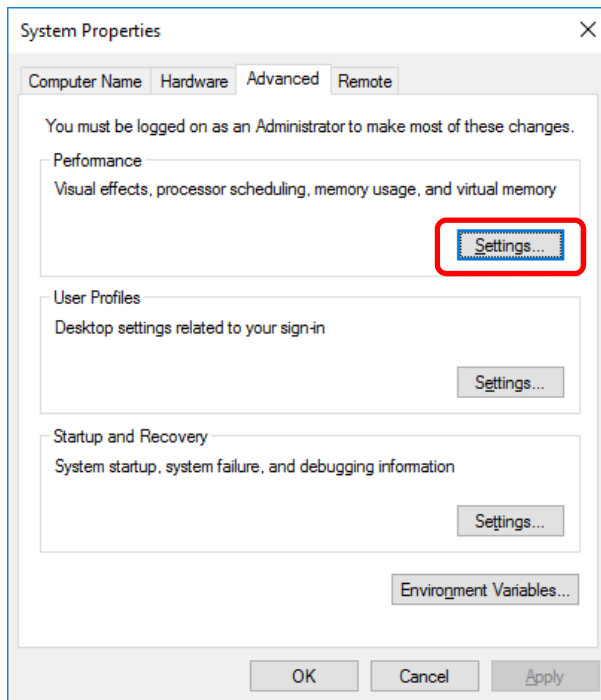 System Properties
Computer Name Hardware Advanced Remote
You must be logged on as an Administrator to make most of these changes.
Performance
Visual effects, processor scheduling, memory usage, and virtual memory
Settings...
User Profiles
Desktop settings related to your sign-in
Settings...
Startup and Recovery
System startup, system failure, and debugging information
Settings...
Environment Variables...
OK Cancel Apply